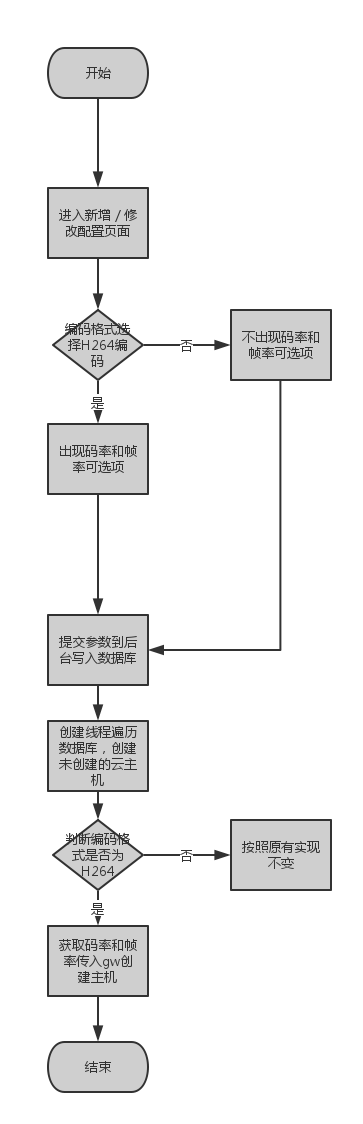 开始
进入新增／修
改配置页面
编码格式选
择H264编
码
否
不出现码率和
帧率可选项
是
出现码率和帧
率可选项
提交参数到后
台写入数据库
创建线程遍历
数据库，创建
未创建的云主
机
判断编码格
式是否为
H264
否
按照原有实现
不变
是
获取码率和帧
率传入gw创
建主机
结束